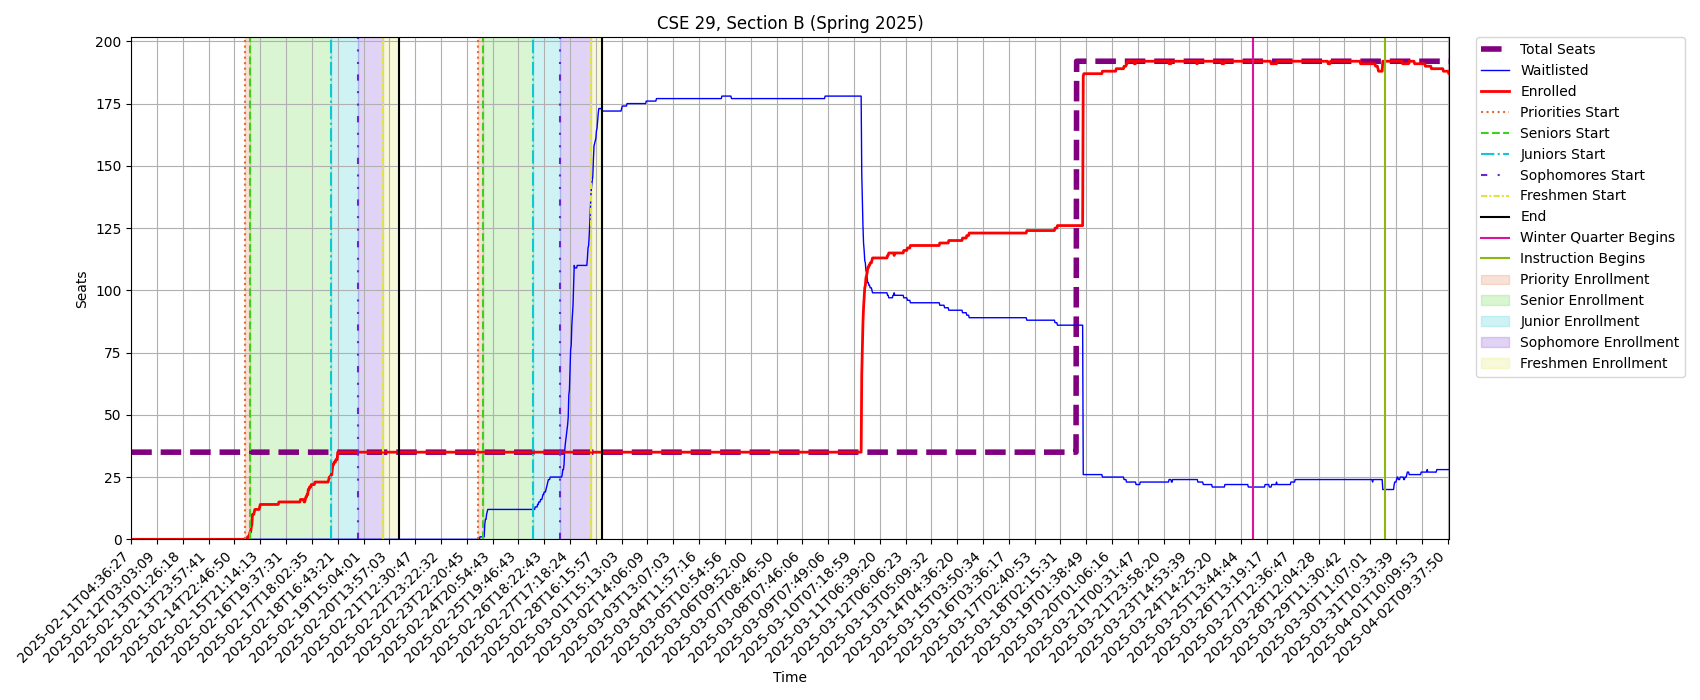 CSE 29, Section B (Spring 2025)
Seats
200
175
150
125
100
75
50
25
0
2025-02-11T04:36:27
2025-02-12T03:03:09
2025-02-13T01:26:18
2025-02-13T23:57:41
2025-02-14T22:46:50
2025-02-15T21:14:13
2025-02-16T19:37:31
2025-02-17T18:02:35
2025-02-18T16:43:21
2025-02-19T15:04:01
2025-02-20T13:57:03
2025-02-21T12:30:47
2025-02-22T23:22:32
2025-02-23T22:20:45
2025-02-24T20:54:43
2025-02-25T19:46:43
2025-02-26T18:22:43
2025-02-27T17:18:24
2025-02-28T16:15:57
2025-03-01T15:13:03
2025-03-02T14:06:09
2025-03-03T13:07:03
2025-03-04T11:57:16
2025-03-05T10:54:56
2025-03-06T09:52:00
2025-03-07T08:46:50
2025-03-08T07:46:06
2025-03-09T07:49:06
2025-03-10T07:18:59
2025-03-11T06:39:20
2025-03-12T06:06:23
2025-03-13T05:09:32
2025-03-14T04:36:20
2025-03-15T03:50:34
2025-03-16T03:36:17
2025-03-17T02:40:53
2025-03-18T02:15:31
2025-03-19T01:38:49
2025-03-20T01:06:16
2025-03-21T00:31:47
2025-03-21T23:58:20
2025-03-23T14:53:39
2025-03-24T14:25:20
2025-03-25T13:44:44
2025-03-26T13:19:17
2025-03-27T12:36:47
2025-03-28T12:04:28
2025-03-29T11:30:42
2025-03-30T11:07:01
2025-03-31T10:33:39
2025-04-01T10:09:53
2025-04-02T09:37:50
Time
Total Seats
Waitlisted
Enrolled
Priorities Start
Seniors Start
Juniors Start
Sophomores Start
Freshmen Start
End
Winter Quarter Begins
Instruction Begins
Priority Enrollment
Senior Enrollment
Junior Enrollment
Sophomore Enrollment
Freshmen Enrollment